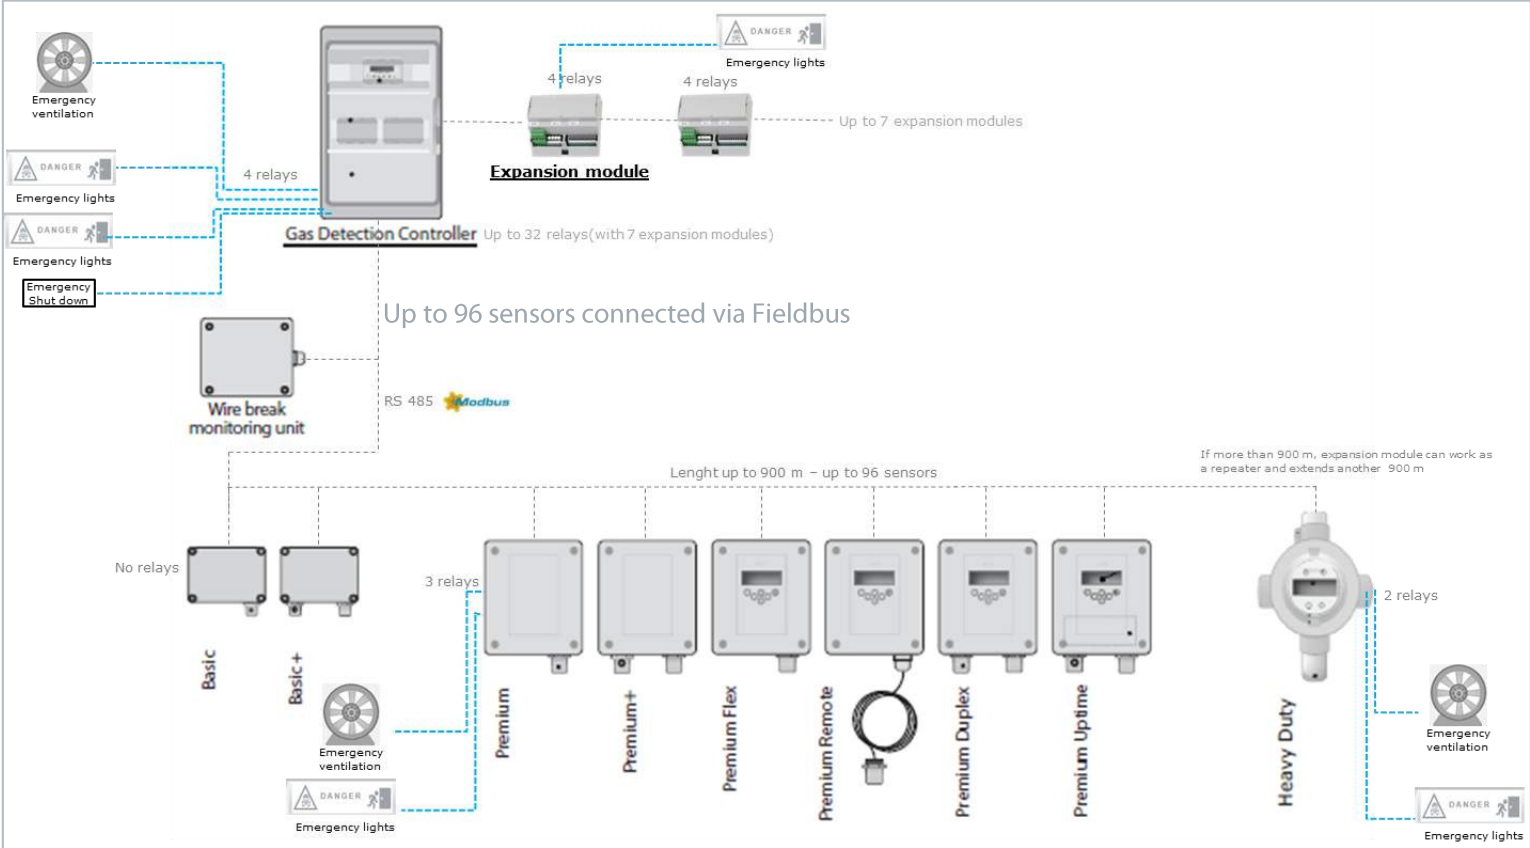 DANGER
Emergency lights
4 relays
4 relays
Emergency
ventilation
Up to 7 expansion modules
DANGER
Emergency lights
4 relays
Expansion module
DANGER
Emergency lights
Gas Detection Controller
Up to 32 relays(with 7 expansion modules)
Emergency
Shut down
Up to 96 sensors connected via Fieldbus
Wire break
monitoring unit
RS 485
Modbus
If more than 900 m, expansion module can work as
a repeater and extends another 900 m
Lenght up to 900 m – up to 96 sensors
No relays
3 relays
2 relays
Basic
Basic+
Premium
Premium+
Premium Flex
Premium Remote
Premium Duplex
Premium Uptime
Heavy Duty
Emergency
ventilation
DANGER
Emergency lights
Emergency
ventilation
DANGER
Emergency lights